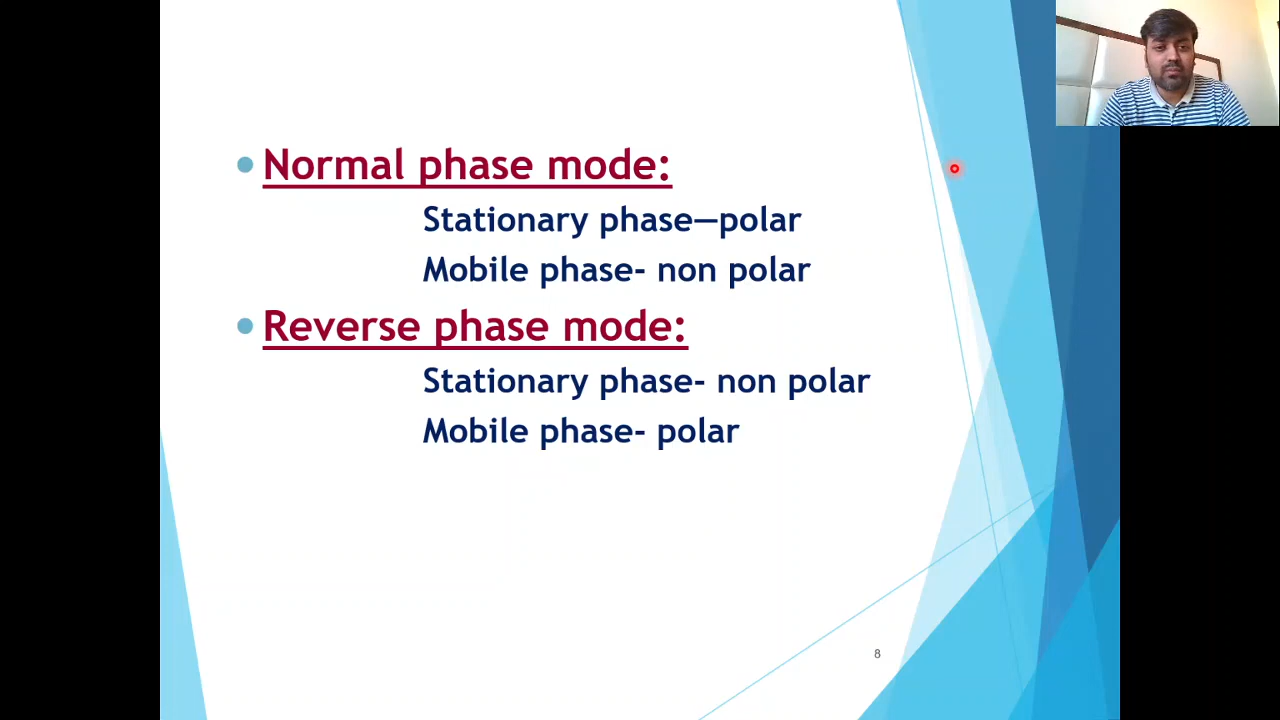 Normal phase mode:
Stationary phase—polar
Mobile phase- non polar
Reverse phase mode:
Stationary phase- non polar
Mobile phase- polar
8